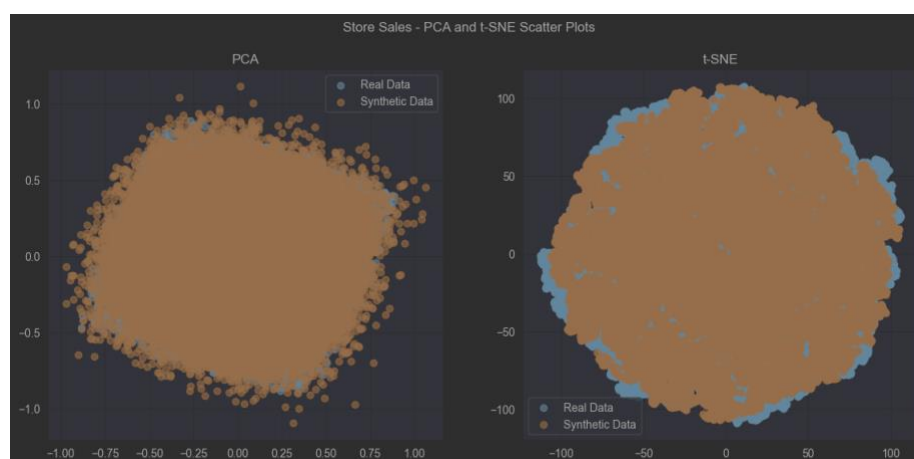 Store Sales - PCA and t-SNE Scatter Plots
PCA
Real Data
Synthetic Data
1.0
0.5
0.0
−0.5
−1.0
−1.00 −0.75 −0.50 −0.25 0.00 0.25 0.50 0.75 1.00
t-SNE
100
50
0
−50
−100
Real Data
Synthetic Data
−100 −50 0 50 100